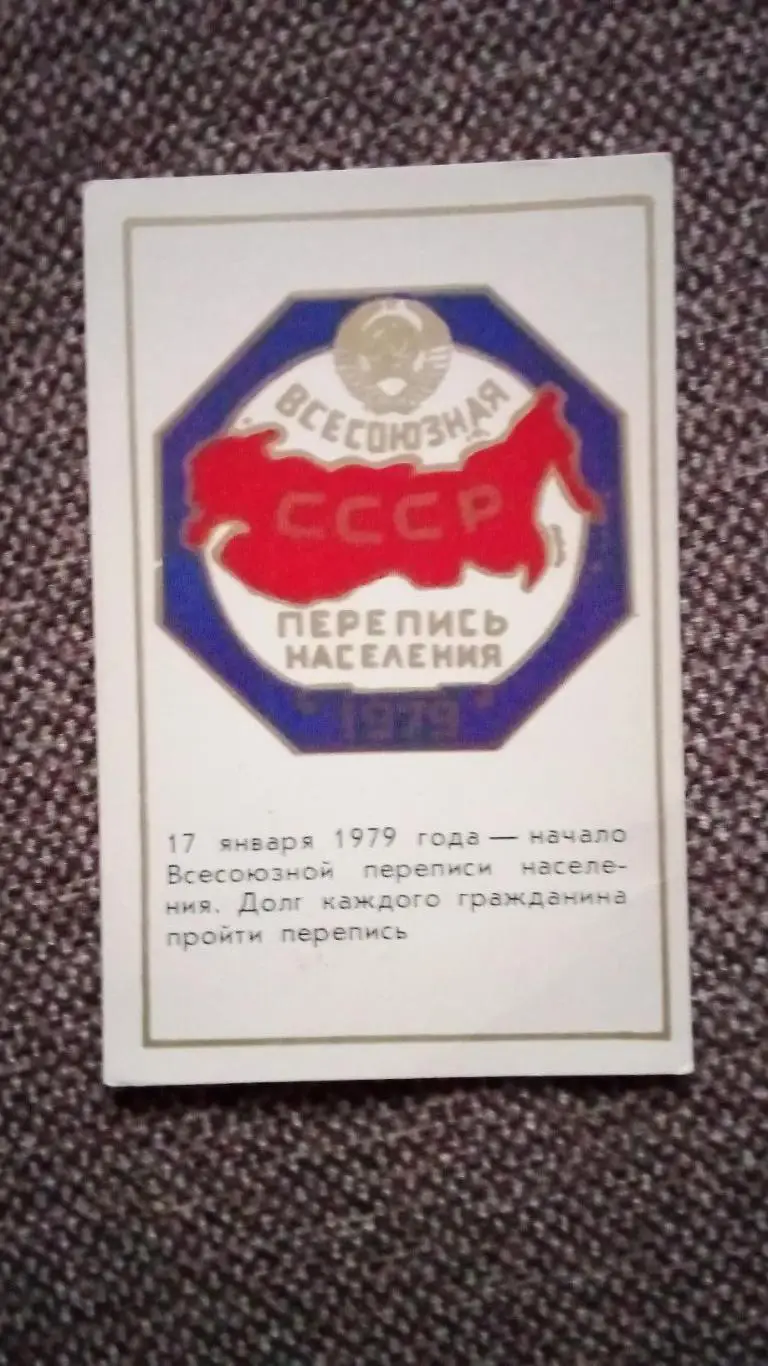 ВСЕСОЮЗНАЯ
СССР
ПЕРЕПИСЬ
НАСЕЛЕНИЯ
1979
17 января 1979 года — начало
Всесоюзной переписи населе-
ния. Долг каждого гражданина
пройти перепись